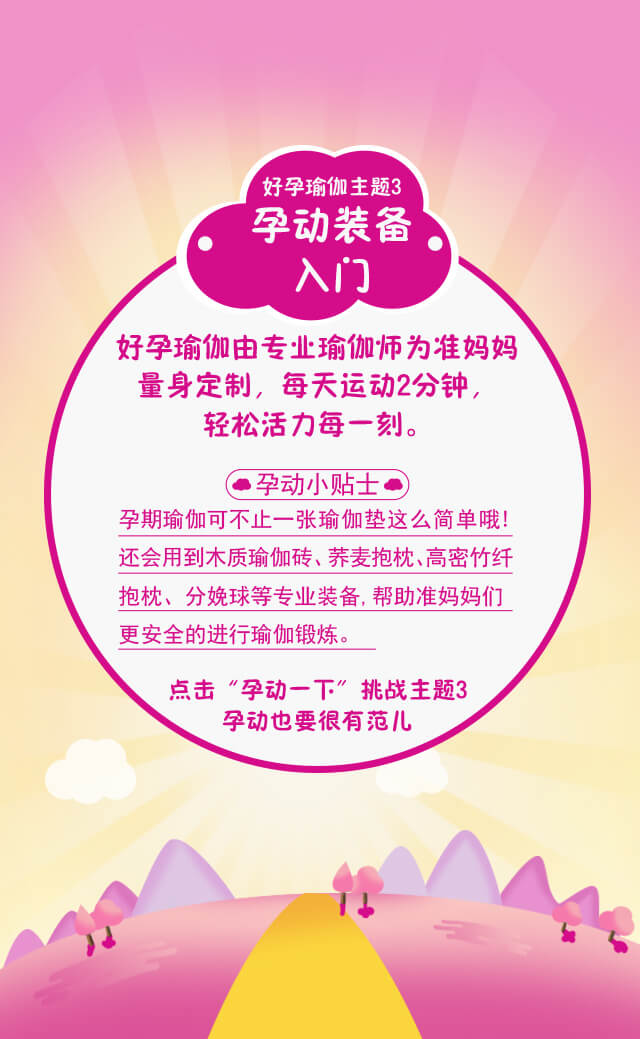 好孕瑜伽主题3
孕动装备
入门
好孕瑜伽由专业瑜伽师为准妈妈
量身定制，每天运动2分钟，
轻松活力每一刻。
孕动小贴士
孕期瑜伽可不止一张瑜伽垫这么简单哦！
还会用到木质瑜伽砖、荞麦抱枕、高密竹纤
抱枕、分娩球等专业装备，帮助准妈妈们
更安全的进行瑜伽锻炼。
点击“孕动一下”挑战主题3
孕动也要很有范儿